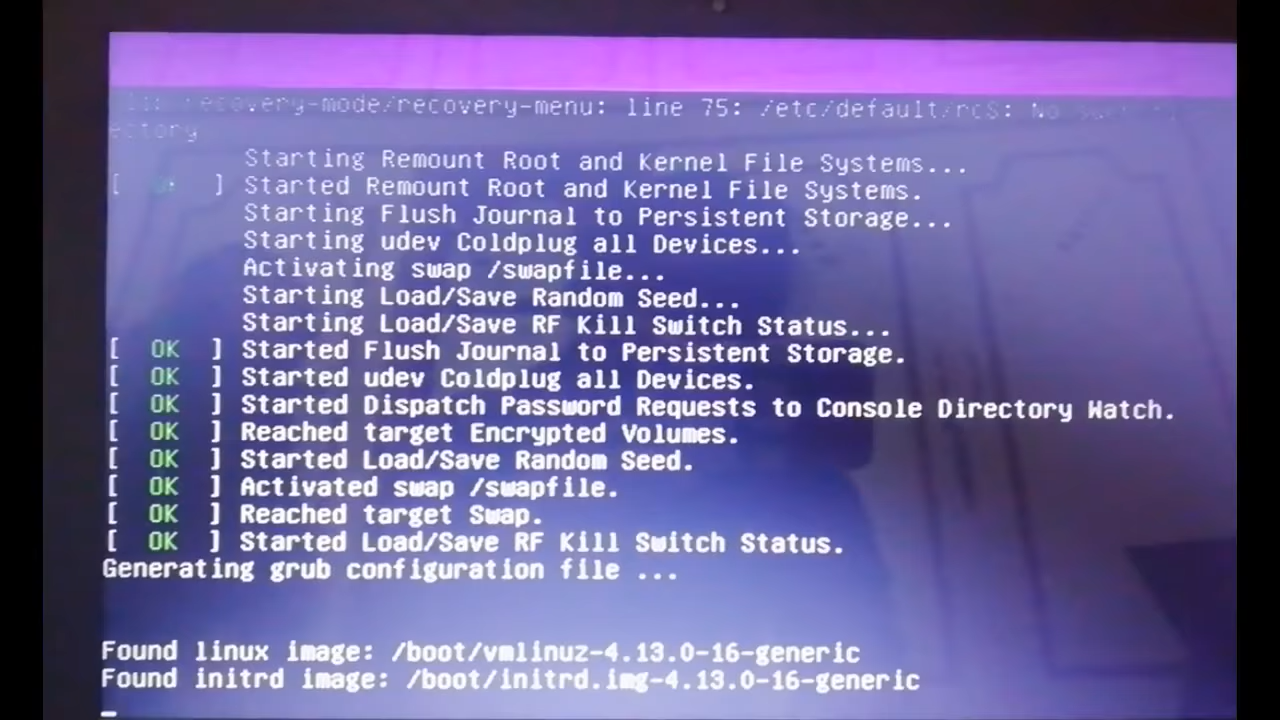 recovery-mode/recovery-menu: line 75: /etc/default/rcS: No
ectory
Starting Remount Root and Kernel File Systems...
[ ] Started Remount Root and Kernel File Systems.
Starting Flush Journal to Persistent Storage...
Starting udev Coldplug all Devices...
Activating swap /swapfile...
Starting Load/Save Random Seed...
Starting Load/Save RF Kill Switch Status...
[ OK ] Started Flush Journal to Persistent Storage.
[ OK ] Started udev Coldplug all Devices.
[ OK ] Started Dispatch Password Requests to Console Directory Watch.
[ OK ] Reached target Encrypted Volumes.
[ OK ] Started Load/Save Random Seed.
[ OK ] Activated swap /swapfile.
[ OK ] Reached target Swap.
[ OK ] Started Load/Save RF Kill Switch Status.
Generating grub configuration file ...
Found linux image: /boot/vmlinuz-4.13.0-16-generic
Found initrd image: /boot/initrd.img-4.13.0-16-generic